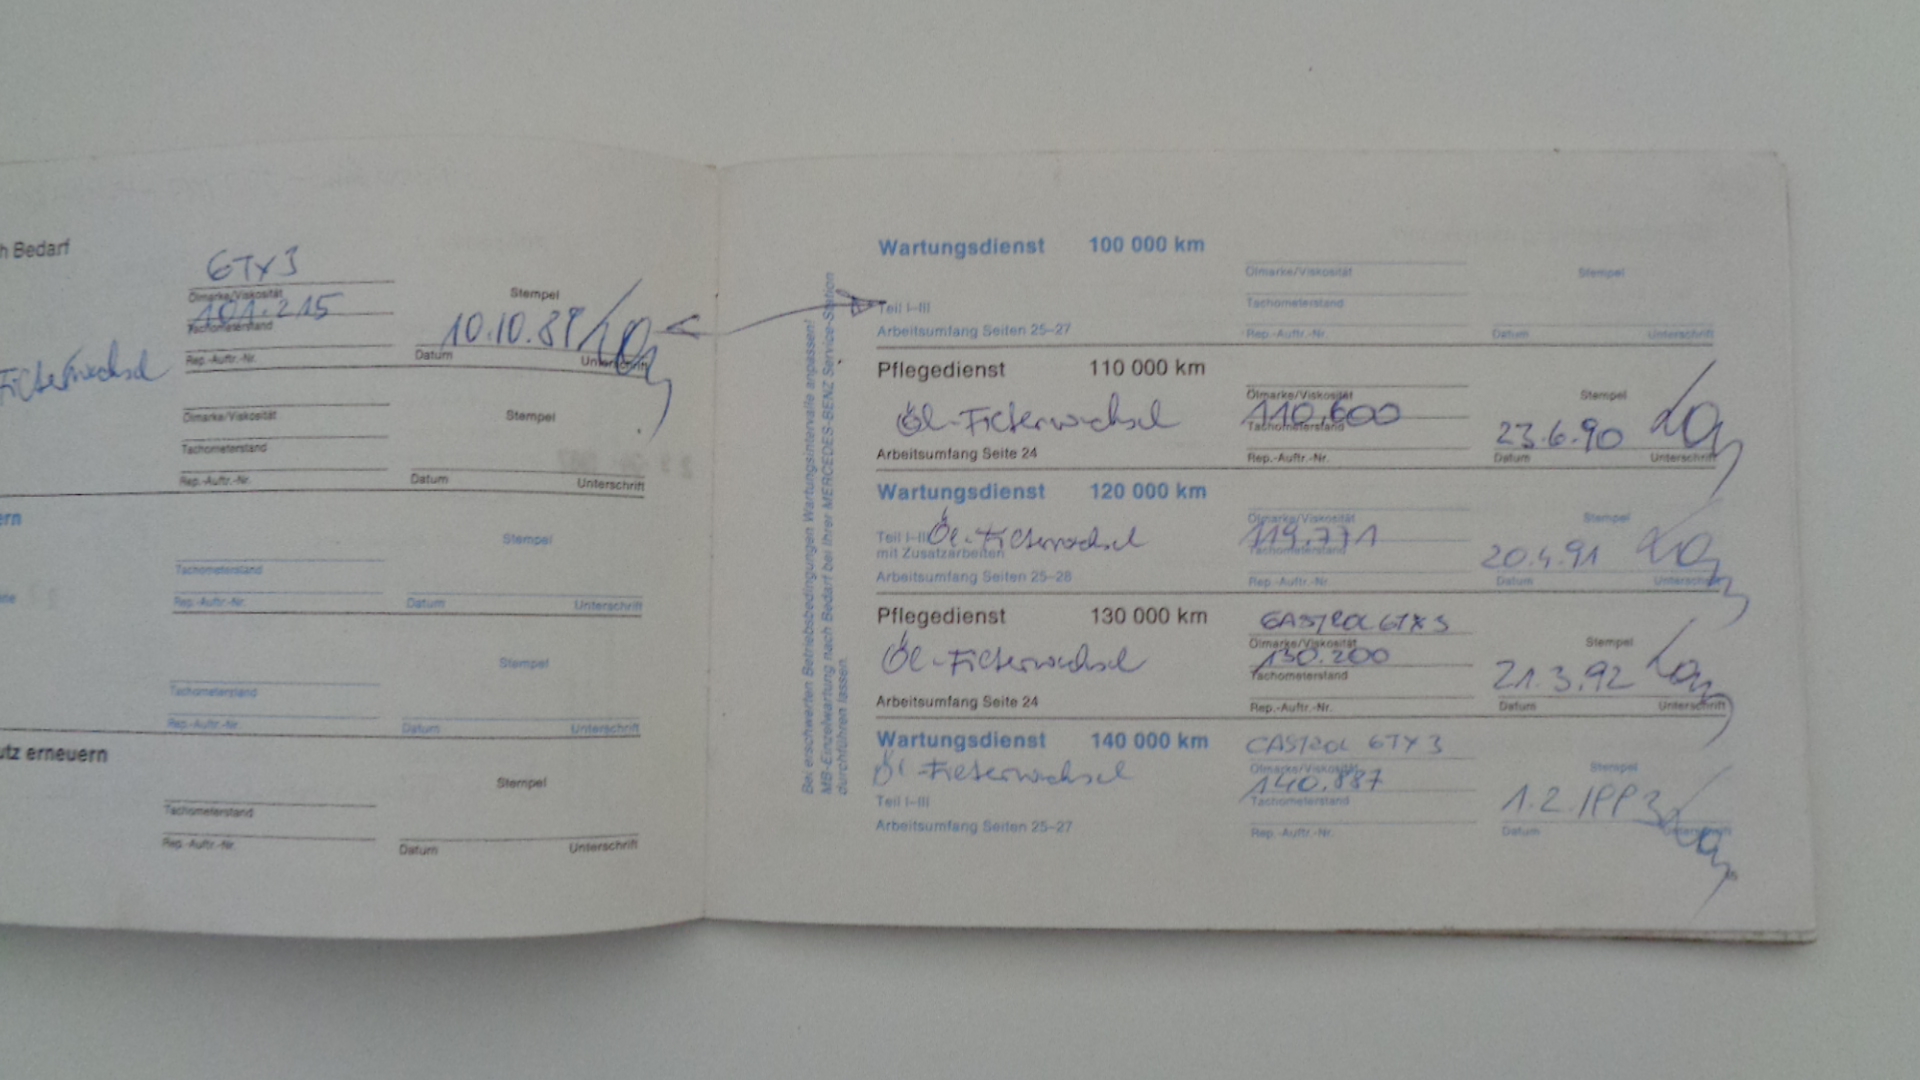 h Bedarf
GTX3
Ölmarke/Viskosität
Stempel
101.215
Tachometerstand
10.10.89
Rep.-Auftr.-Nr.
Datum
Unterschrift
Filterwechsel
Ölmarke/Viskosität
Stempel
Tachometerstand
Rep.-Auftr.-Nr.
Datum
Unterschrift
ern
Stempel
Tachometerstand
Rep.-Auftr.-Nr.
Datum
Unterschrift
Stempel
Tachometerstand
Rep.-Auftr.-Nr.
Datum
Unterschrift
utz erneuern
Stempel
Tachometerstand
Rep.-Auftr.-Nr.
Datum
Unterschrift
Bei erschwerten Betriebsbedingungen Wartungsintervalle anpassen!
MB-Einzelwartung nach Bedarf bei Ihrer MERCEDES-BENZ Service-Station
durchführen lassen.
Wartungsdienst 100 000 km
Ölmarke/Viskosität
Stempel
Teil I–III
Tachometerstand
Arbeitsumfang Seiten 25–27
Rep.-Auftr.-Nr.
Datum
Unterschrift
Pflegedienst 110 000 km
Ölmarke/Viskosität
Stempel
Öl-Filterwechsel
110.600
Tachometerstand
23.6.90
Arbeitsumfang Seite 24
Rep.-Auftr.-Nr.
Datum
Unterschrift
Wartungsdienst 120 000 km
Ölmarke/Viskosität
Stempel
Teil I–III Öl-Filterwechsel
119.771
mit Zusatzarbeiten
Tachometerstand
20.4.91
Arbeitsumfang Seiten 25–28
Rep.-Auftr.-Nr.
Datum
Unterschrift
Pflegedienst 130 000 km
CASTROL GTX3
Ölmarke/Viskosität
Stempel
Öl-Filterwechsel
130.200
Tachometerstand
21.3.92
Arbeitsumfang Seite 24
Rep.-Auftr.-Nr.
Datum
Unterschrift
Wartungsdienst 140 000 km
CASTROL GTX3
Ölmarke/Viskosität
Stempel
Öl-Filterwechsel
140.887
Teil I–III
Tachometerstand
1.2.1993
Arbeitsumfang Seiten 25–27
Rep.-Auftr.-Nr.
Datum
Unterschrift